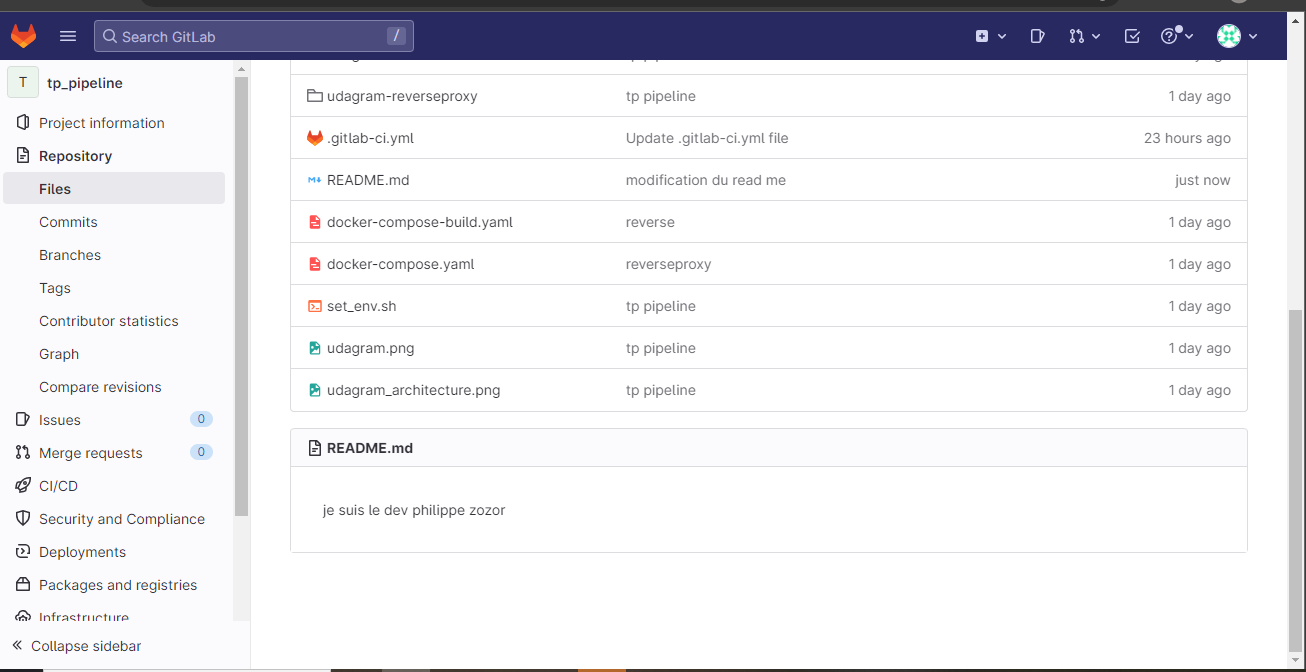 Search GitLab /
T tp_pipeline
Project information
Repository
Files
Commits
Branches
Tags
Contributor statistics
Graph
Compare revisions
Issues 0
Merge requests 0
CI/CD
Security and Compliance
Deployments
Packages and registries
Infrastructure
Collapse sidebar
udagram-reverseproxy tp pipeline 1 day ago
.gitlab-ci.yml Update .gitlab-ci.yml file 23 hours ago
README.md modification du read me just now
docker-compose-build.yaml reverse 1 day ago
docker-compose.yaml reverseproxy 1 day ago
set_env.sh tp pipeline 1 day ago
udagram.png tp pipeline 1 day ago
udagram_architecture.png tp pipeline 1 day ago
README.md
je suis le dev philippe zozor